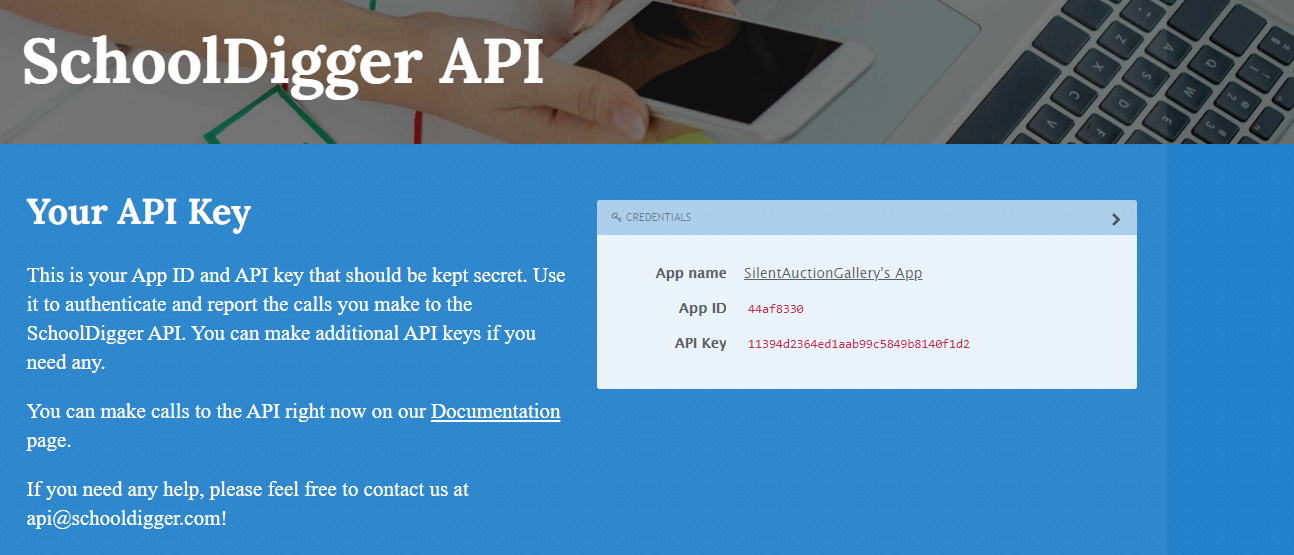 SchoolDigger API
Your API Key
This is your App ID and API key that should be kept secret. Use
it to authenticate and report the calls you make to the
SchoolDigger API. You can make additional API keys if you
need any.
You can make calls to the API right now on our Documentation
page.
If you need any help, please feel free to contact us at
api@schooldigger.com!
CREDENTIALS
App name SilentAuctionGallery's App
App ID 44af8330
API Key 11394d2364ed1aab99c5849b8140f1d2